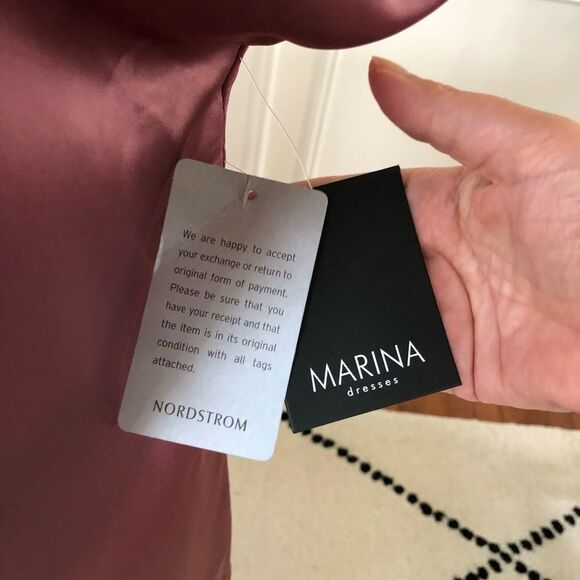 We are happy to accept
your exchange or return to
original form of payment.
Please be sure that you
have your receipt and that
the item is in its original
condition with all tags
attached.
NORDSTROM
MARINA
dresses